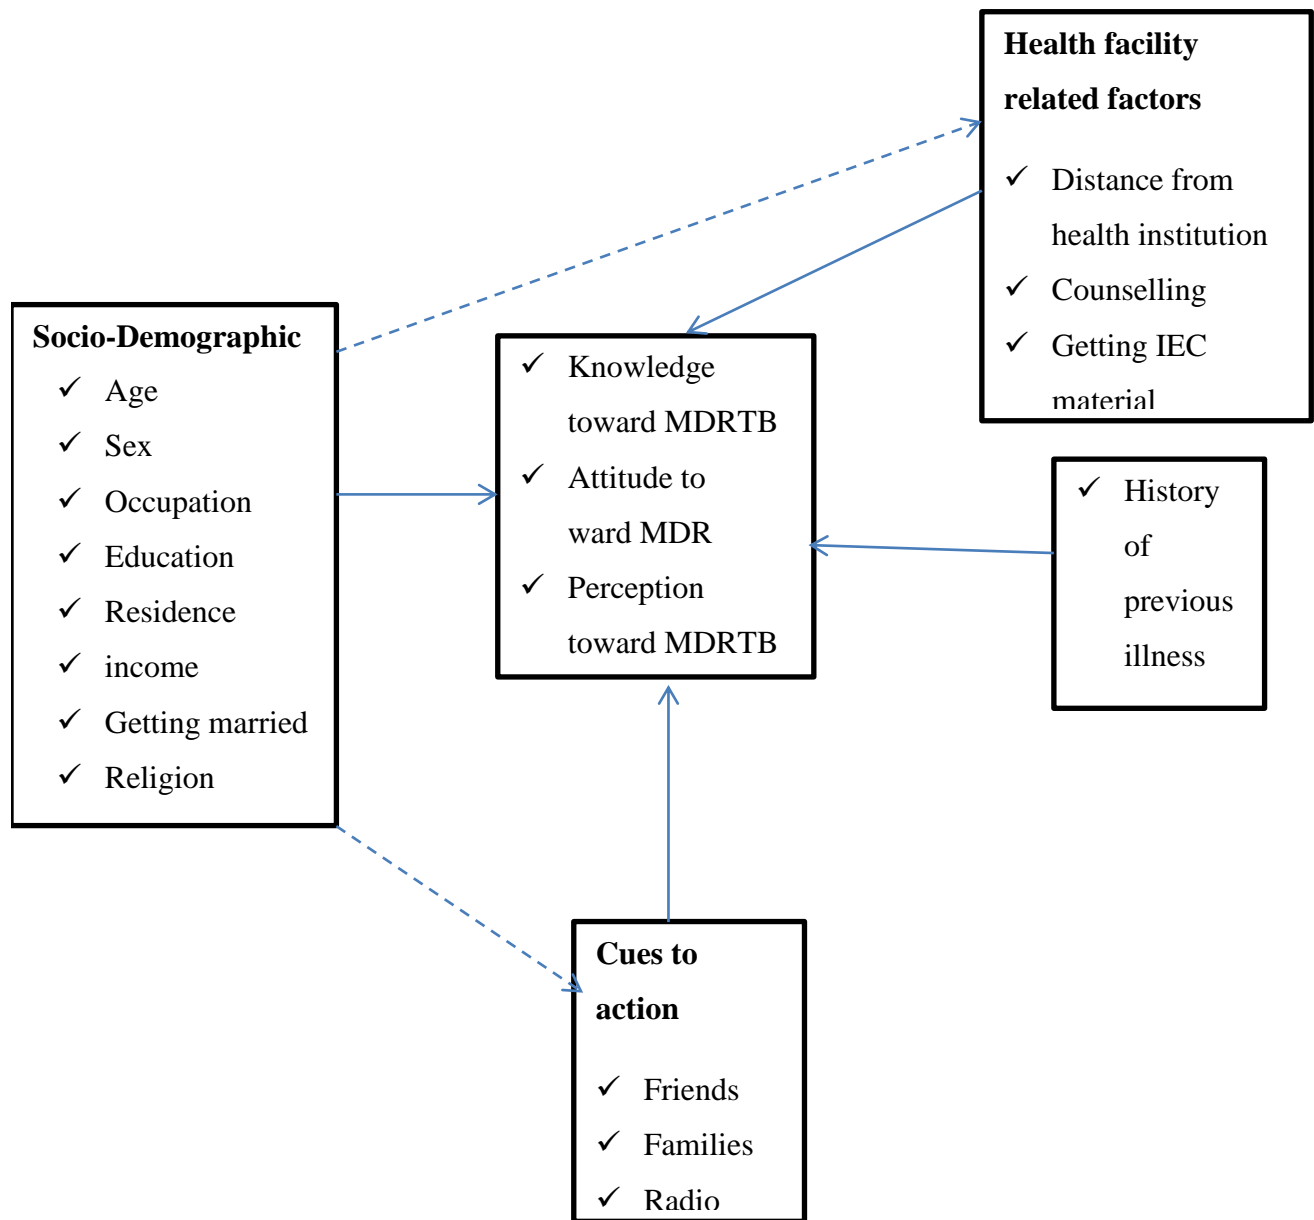 Health facility
related factors
✓ Distance from
health institution
✓ Counselling
✓ Getting IEC
material
Socio-Demographic
✓ Age
✓ Sex
✓ Occupation
✓ Education
✓ Residence
✓ income
✓ Getting married
✓ Religion
✓ Knowledge
toward MDRTB
✓ Attitude to
ward MDR
✓ Perception
toward MDRTB
✓ History
of
previous
illness
Cues to
action
✓ Friends
✓ Families
✓ Radio